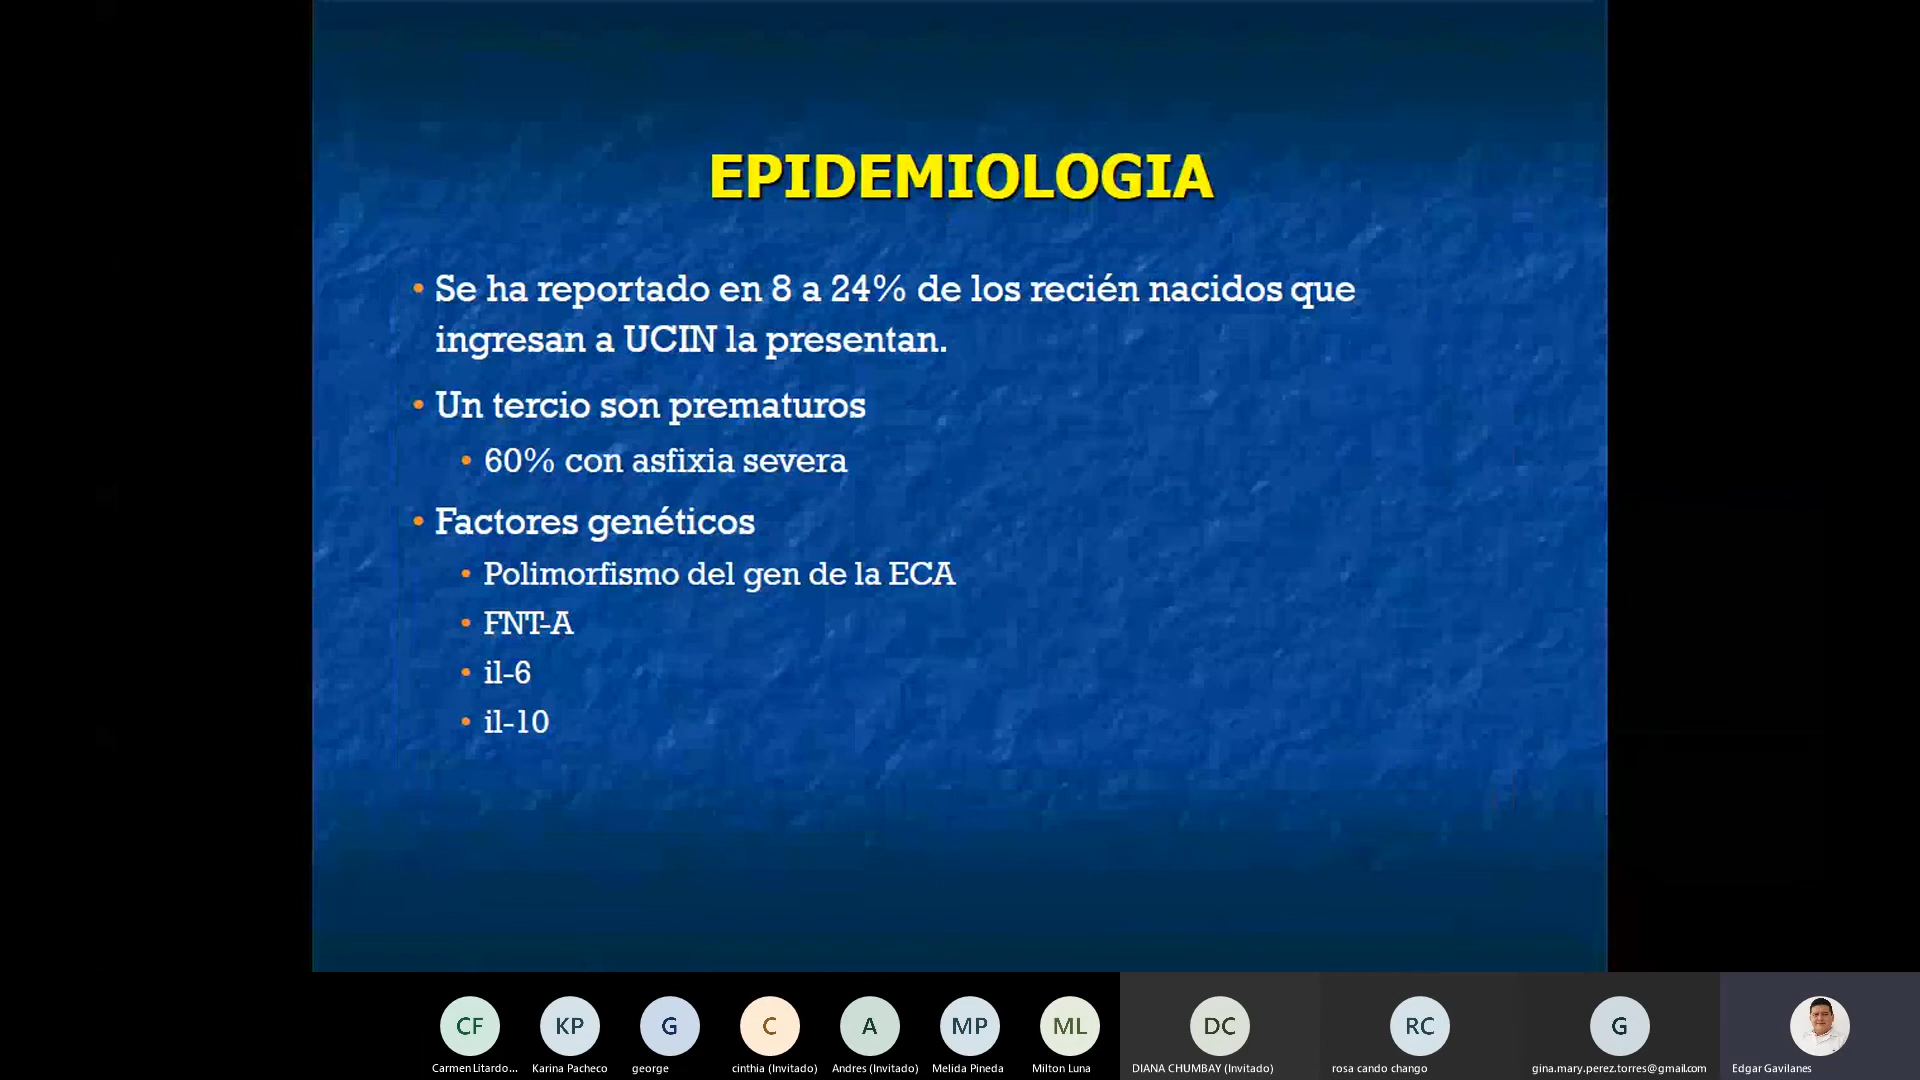 EPIDEMIOLOGIA
• Se ha reportado en 8 a 24% de los recién nacidos que
ingresan a UCIN la presentan.
• Un tercio son prematuros
• 60% con asfixia severa
• Factores genéticos
• Polimorfismo del gen de la ECA
• FNT-A
• il-6
• il-10
CF
KP
G
C
A
MP
ML
DC
RC
G
Carmen Litardo...
Karina Pacheco
george
cinthia (Invitado)
Andres (Invitado)
Melida Pineda
Milton Luna
DIANA CHUMBAY (Invitado)
rosa cando chango
gina.mary.perez.torres@gmail.com
Edgar Gavilanes